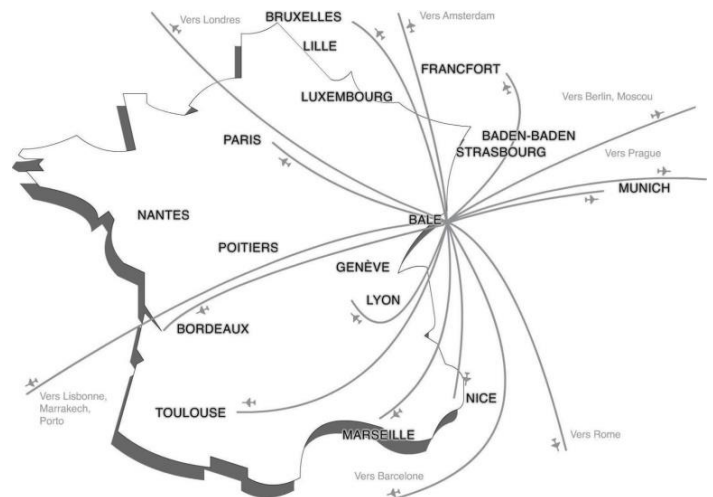 Vers Londres
BRUXELLES
Vers Amsterdam
LILLE
FRANCFORT
LUXEMBOURG
Vers Berlin, Moscou
PARIS
BADEN-BADEN
STRASBOURG
Vers Prague
MUNICH
NANTES
BALE
POITIERS
GENÈVE
LYON
BORDEAUX
Vers Lisbonne,
Marrakech,
Porto
TOULOUSE
NICE
MARSEILLE
Vers Rome
Vers Barcelone